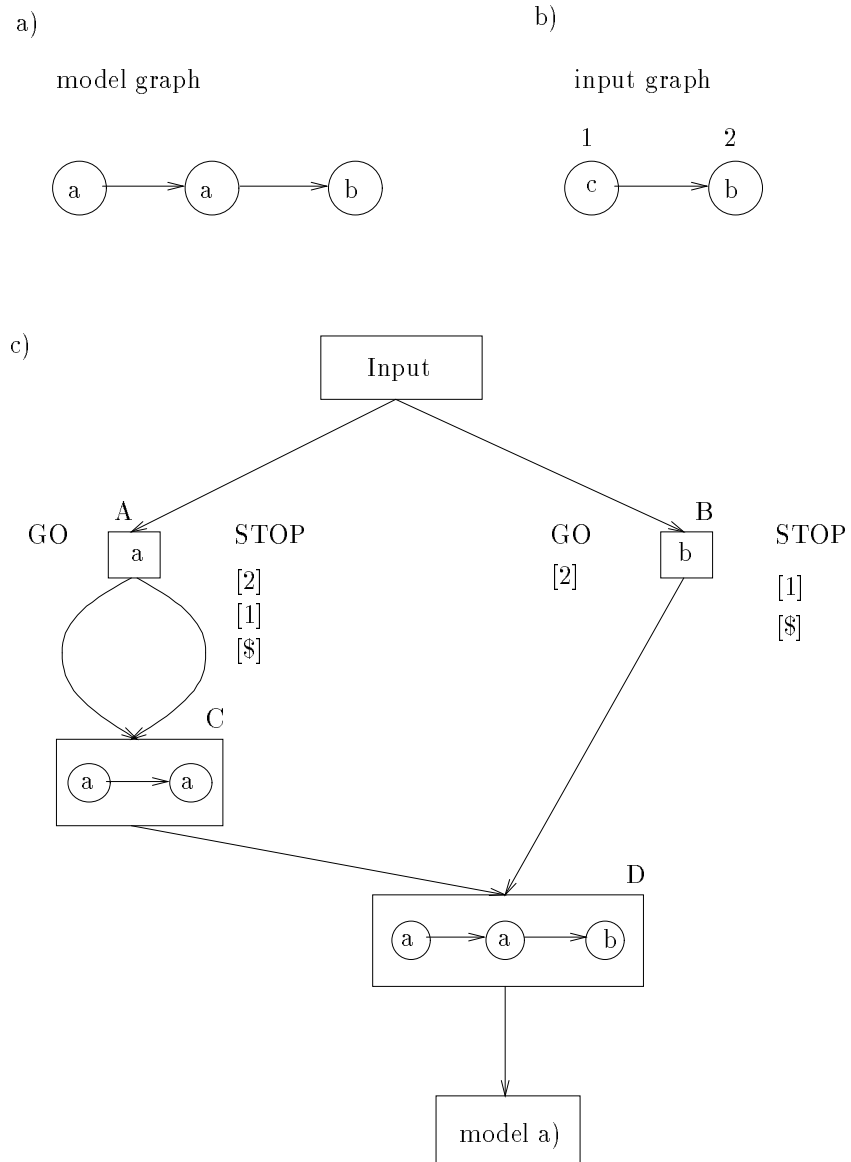 a)
b)
model graph
input graph
1 2
a a b
c b
c)
Input
A
B
GO
STOP
GO
STOP
a
b
[2]
[1]
[$]
[2]
[1]
[$]
C
a a
D
a a b
model a)